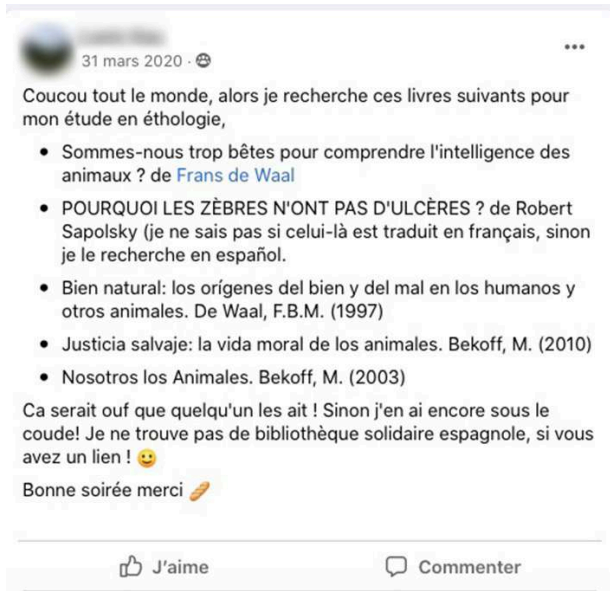 31 mars 2020
Coucou tout le monde, alors je recherche ces livres suivants pour
mon étude en éthologie,
• Sommes-nous trop bêtes pour comprendre l'intelligence des
animaux ? de Frans de Waal
• POURQUOI LES ZÈBRES N'ONT PAS D'ULCÈRES ? de Robert
Sapolsky (je ne sais pas si celui-là est traduit en français, sinon
je le recherche en español.
• Bien natural: los orígenes del bien y del mal en los humanos y
otros animales. De Waal, F.B.M. (1997)
• Justicia salvaje: la vida moral de los animales. Bekoff, M. (2010)
• Nosotros los Animales. Bekoff, M. (2003)
Ca serait ouf que quelqu'un les ait ! Sinon j'en ai encore sous le
coude! Je ne trouve pas de bibliothèque solidaire espagnole, si vous
avez un lien ! 🙂
Bonne soirée merci 🥖
J'aime
Commenter